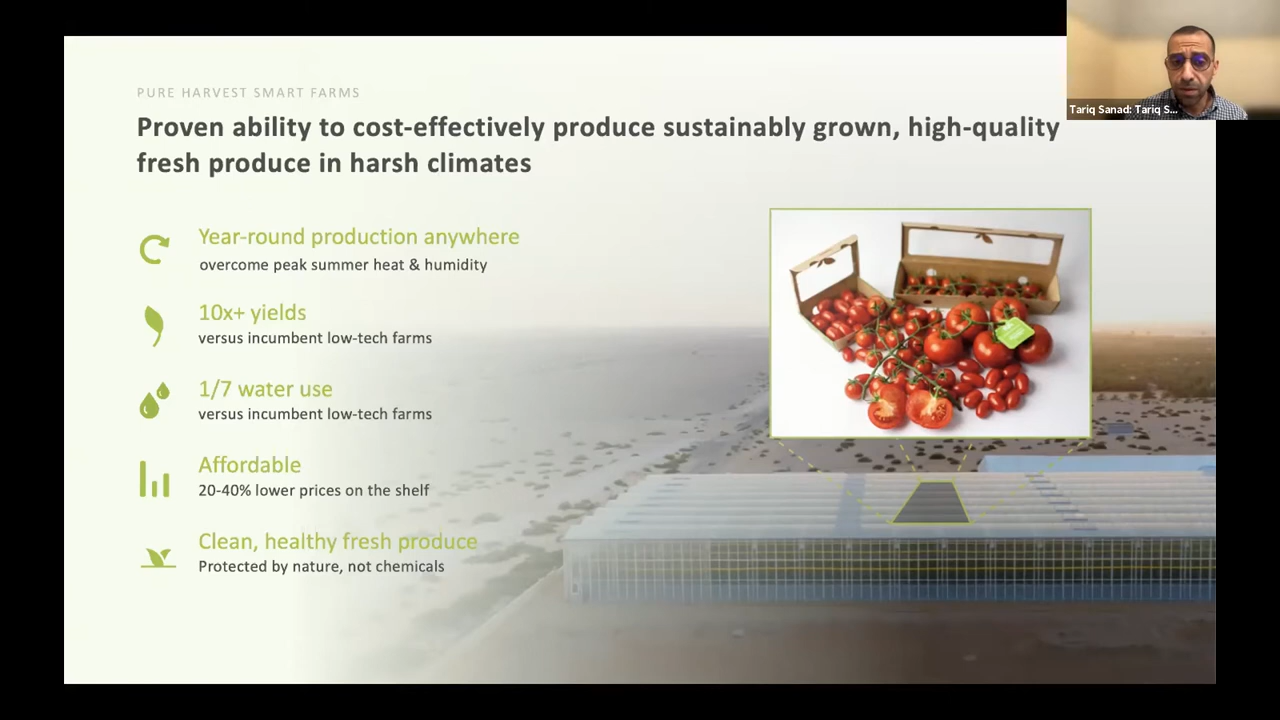 PURE HARVEST SMART FARMS
Proven ability to cost-effectively produce sustainably grown, high-quality
fresh produce in harsh climates
Year-round production anywhere
overcome peak summer heat & humidity
10x+ yields
versus incumbent low-tech farms
1/7 water use
versus incumbent low-tech farms
Affordable
20-40% lower prices on the shelf
Clean, healthy fresh produce
Protected by nature, not chemicals
Tariq Sanad: Tariq S...